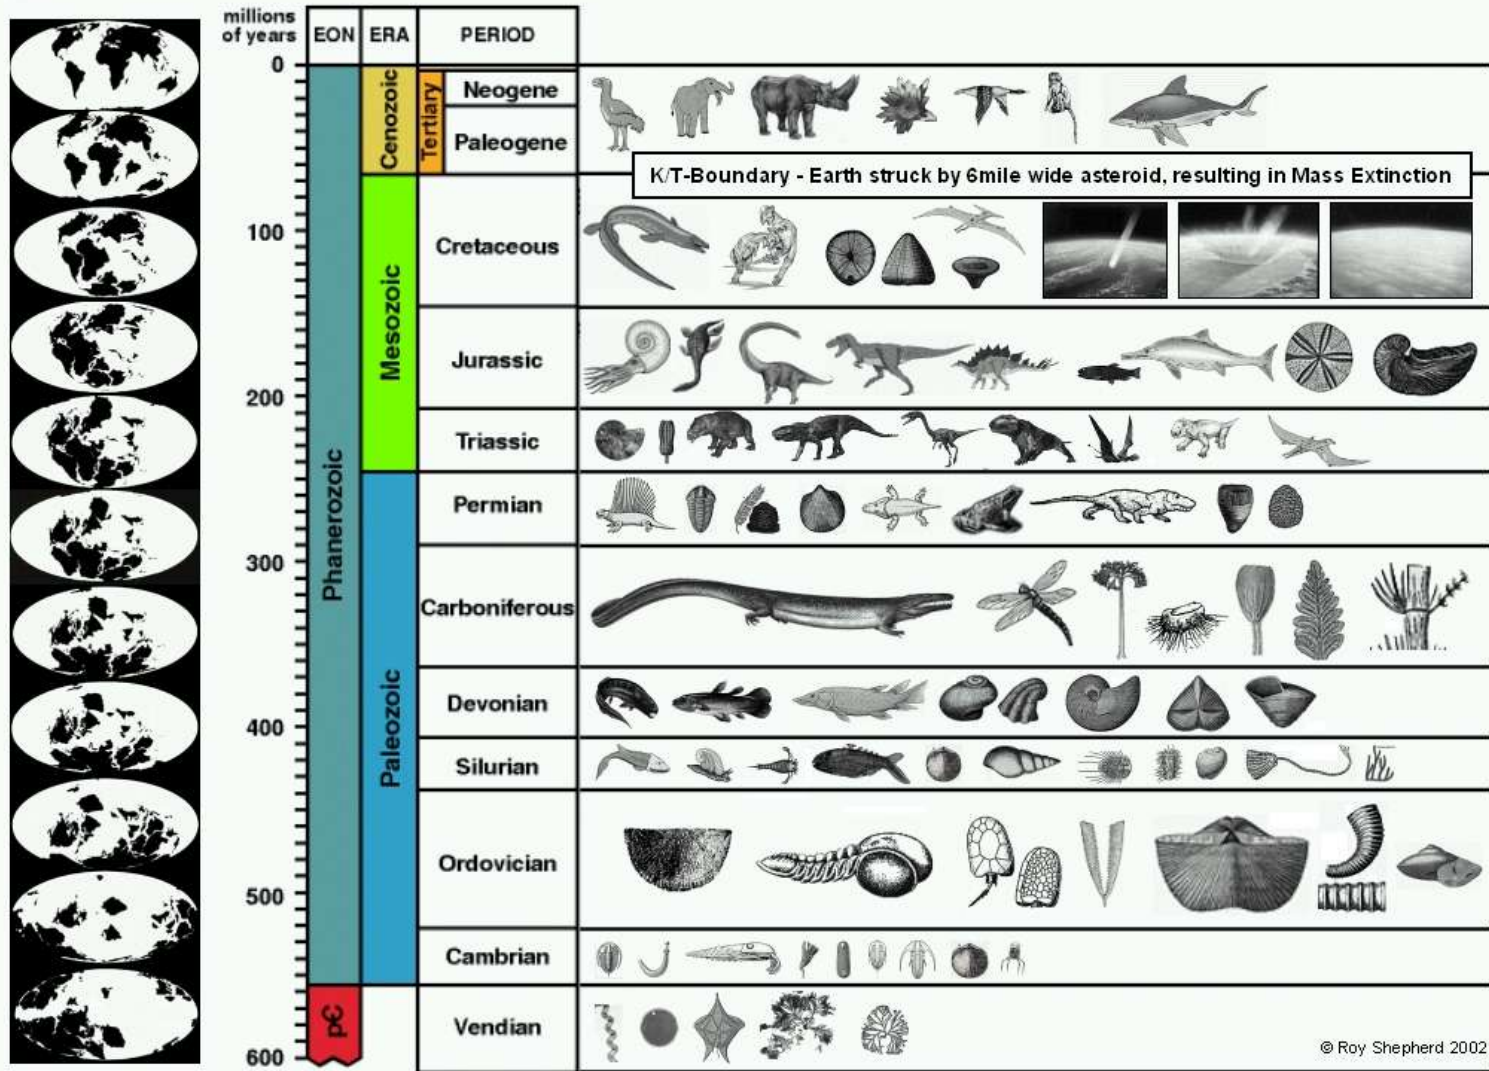 millions
of years
EON
ERA
PERIOD
0
100
200
300
400
500
600
Phanerozoic
pЄ
Cenozoic
Mesozoic
Paleozoic
Tertiary
Neogene
Paleogene
K/T-Boundary - Earth struck by 6mile wide asteroid, resulting in Mass Extinction
Cretaceous
Jurassic
Triassic
Permian
Carboniferous
Devonian
Silurian
Ordovician
Cambrian
Vendian
© Roy Shepherd 2002